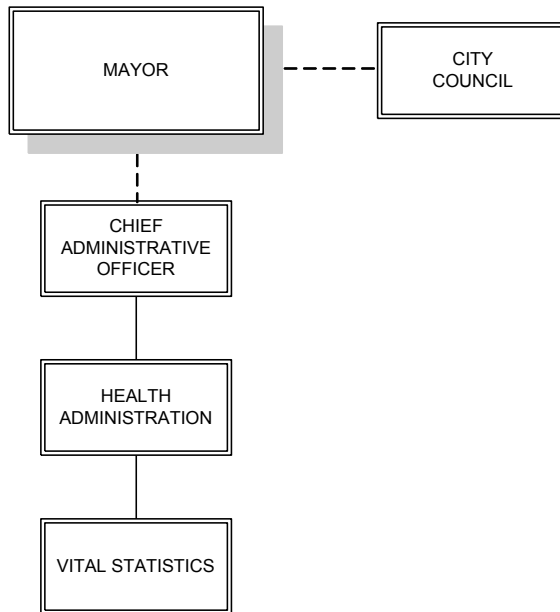 MAYOR
CITY
COUNCIL
CHIEF
ADMINISTRATIVE
OFFICER
HEALTH
ADMINISTRATION
VITAL STATISTICS